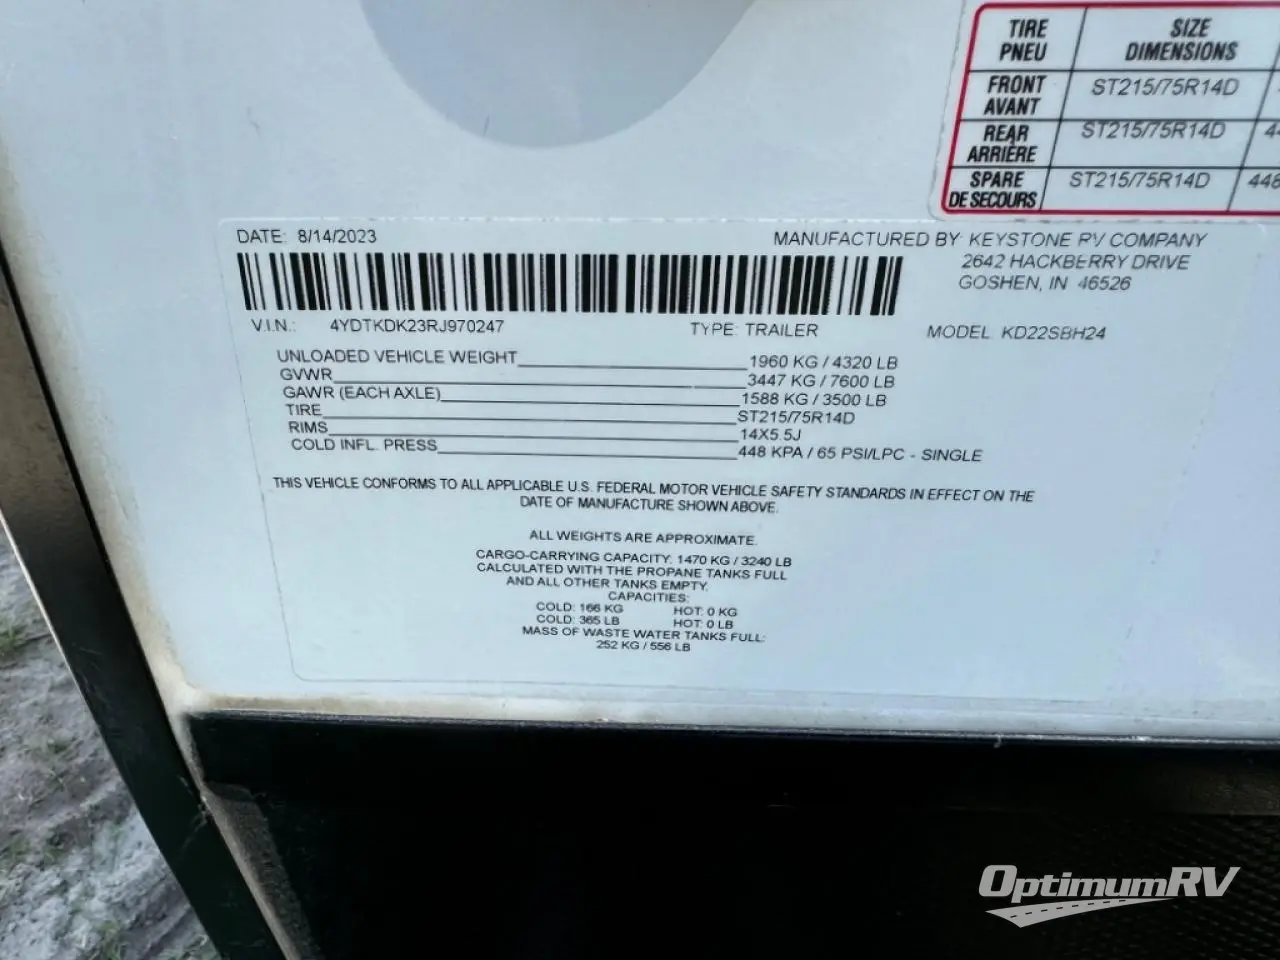 TIRE SIZE
PNEU DIMENSIONS
FRONT ST215/75R14D
AVANT
REAR ST215/75R14D
ARRIÈRE
SPARE ST215/75R14D 448
DE SECOURS
DATE: 8/14/2023 MANUFACTURED BY: KEYSTONE RV COMPANY
2642 HACKBERRY DRIVE
GOSHEN, IN 46526
V.I.N.: 4YDTKDK23RJ970247 TYPE: TRAILER MODEL KD22SBH24
UNLOADED VEHICLE WEIGHT 1960 KG / 4320 LB
GVWR 3447 KG / 7600 LB
GAWR (EACH AXLE) 1588 KG / 3500 LB
TIRE ST215/75R14D
RIMS 14X5.5J
COLD INFL. PRESS 448 KPA / 65 PSI/LPC - SINGLE
THIS VEHICLE CONFORMS TO ALL APPLICABLE U.S. FEDERAL MOTOR VEHICLE SAFETY STANDARDS IN EFFECT ON THE
DATE OF MANUFACTURE SHOWN ABOVE.
ALL WEIGHTS ARE APPROXIMATE.
CARGO-CARRYING CAPACITY: 1470 KG / 3240 LB
CALCULATED WITH THE PROPANE TANKS FULL
AND ALL OTHER TANKS EMPTY.
CAPACITIES:
COLD: 166 KG HOT: 0 KG
COLD: 365 LB HOT: 0 LB
MASS OF WASTE WATER TANKS FULL:
252 KG / 556 LB
OptimumRV